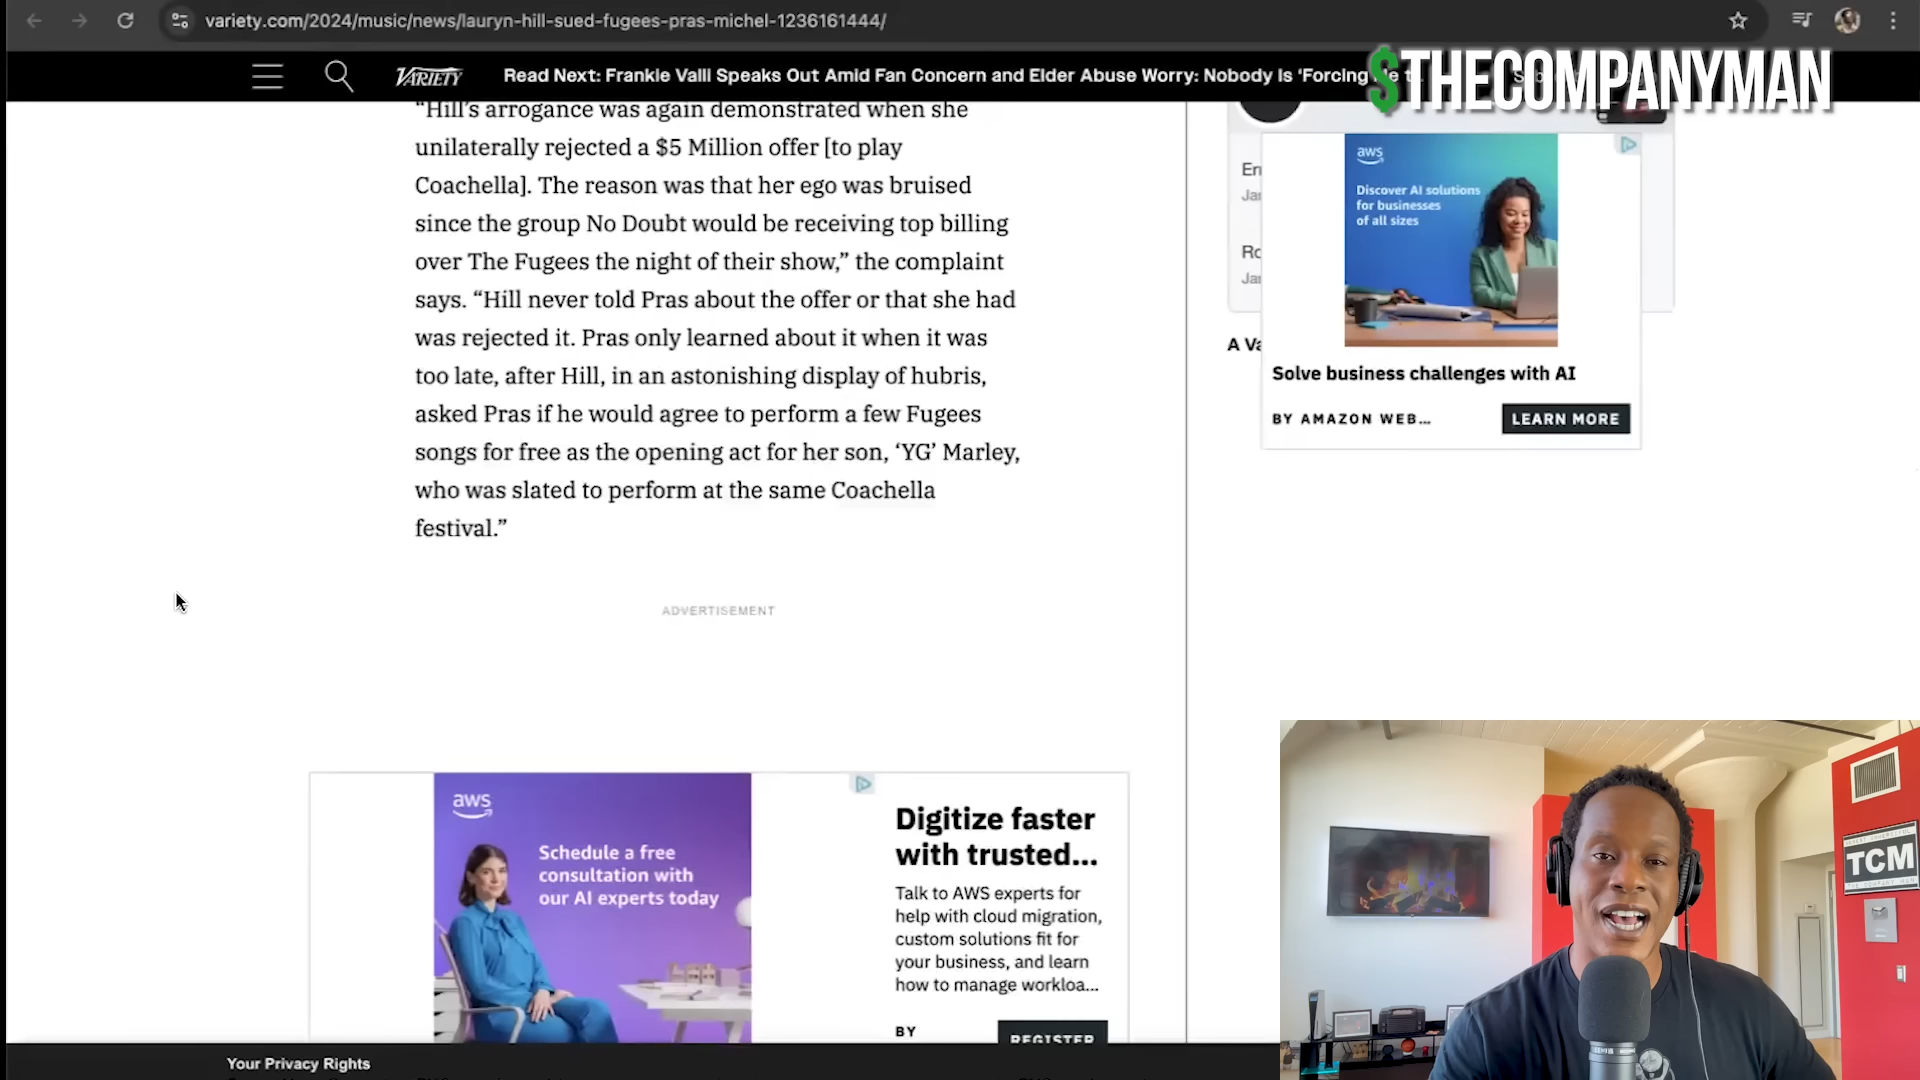 variety.com/2024/music/news/lauryn-hill-sued-fugees-pras-michel-1236161444/
$THECOMPANYMAN
VARIETY
Read Next: Frankie Valli Speaks Out Amid Fan Concern and Elder Abuse Worry: Nobody Is ‘Forcing
“Hill’s arrogance was again demonstrated when she
unilaterally rejected a $5 Million offer [to play
Coachella]. The reason was that her ego was bruised
since the group No Doubt would be receiving top billing
over The Fugees the night of their show,” the complaint
says. “Hill never told Pras about the offer or that she had
was rejected it. Pras only learned about it when it was
too late, after Hill, in an astonishing display of hubris,
asked Pras if he would agree to perform a few Fugees
songs for free as the opening act for her son, ‘YG’ Marley,
who was slated to perform at the same Coachella
festival.”
ADVERTISEMENT
aws
Discover AI solutions
for businesses
of all sizes
A Va
Solve business challenges with AI
BY AMAZON WEB...
LEARN MORE
aws
Schedule a free
consultation with
our AI experts today
Digitize faster
with trusted...
Talk to AWS experts for
help with cloud migration,
custom solutions fit for
your business, and learn
how to manage workloa...
BY
REGISTER
TCM
THE COMPANY MAN
Your Privacy Rights